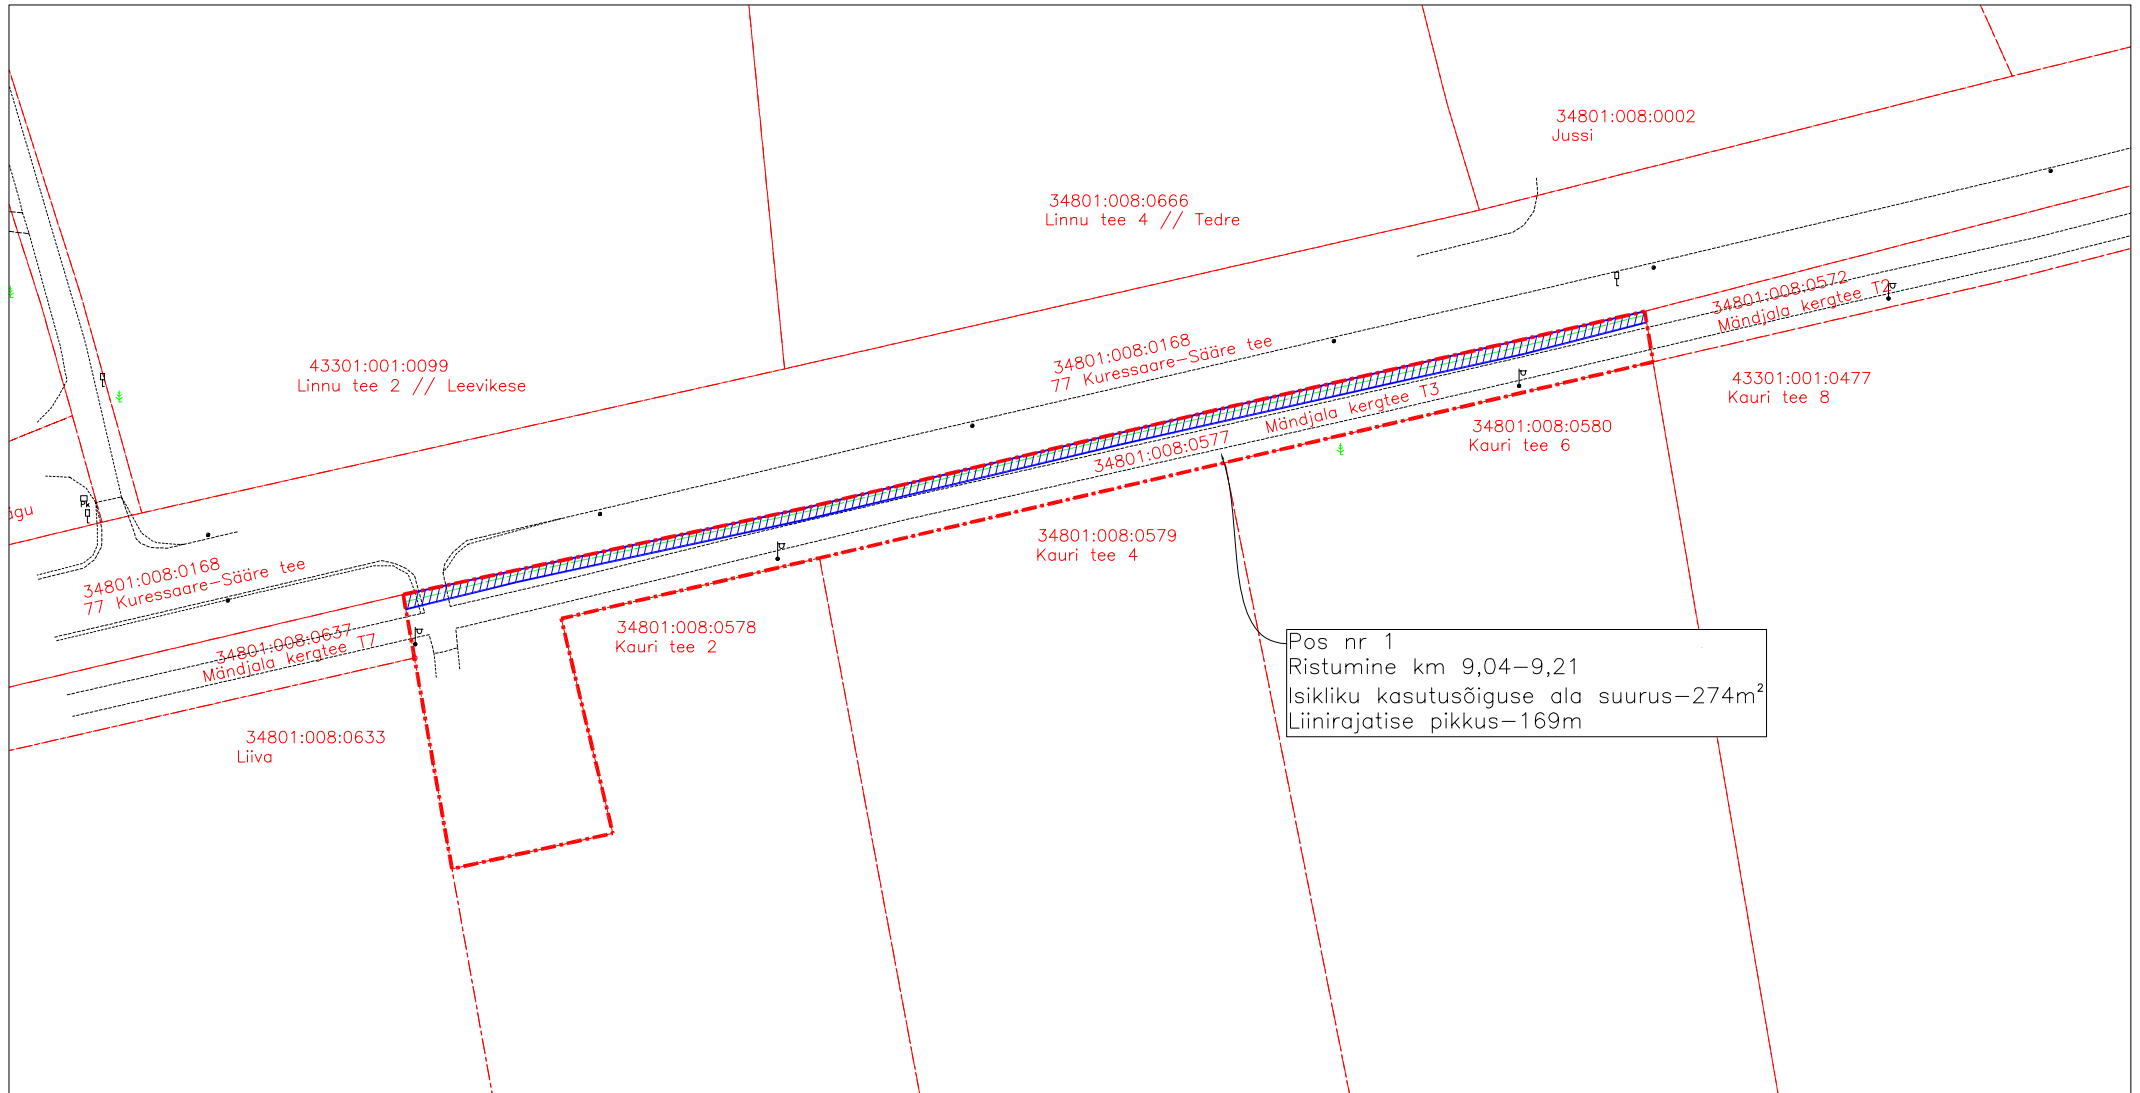 34801:008:0002
Jussi
34801:008:0666
Linnu tee 4 // Tedre
43301:001:0099
Linnu tee 2 // Leevikese
34801:008:0168
77 Kuressaare-Sääre tee
34801:008:0572
Mändjala kergtee T2
43301:001:0477
Kauri tee 8
34801:008:0580
Kauri tee 6
34801:008:0577
Mändjala kergtee T3
34801:008:0579
Kauri tee 4
ägu
Pk
34801:008:0168
77 Kuressaare-Sääre tee
34801:008:0637
Mändjala kergtee T7
34801:008:0578
Kauri tee 2
34801:008:0633
Liiva
Pos nr 1
Ristumine km 9,04-9,21
Isikliku kasutusõiguse ala suurus-274m²
Liinirajatise pikkus-169m